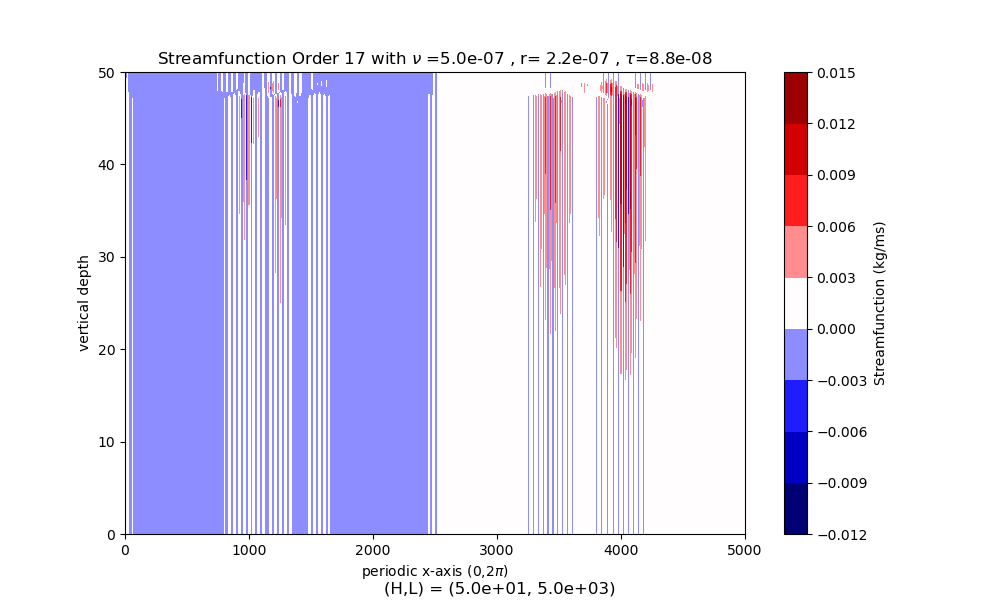 Streamfunction Order 17 with ν =5.0e-07 , r= 2.2e-07 , τ=8.8e-08
50
40
30
20
10
0
vertical depth
0 1000 2000 3000 4000 5000
periodic x-axis (0,2π)
(H,L) = (5.0e+01, 5.0e+03)
0.015
0.012
0.009
0.006
0.003
0.000
−0.003
−0.006
−0.009
−0.012
Streamfunction (kg/ms)